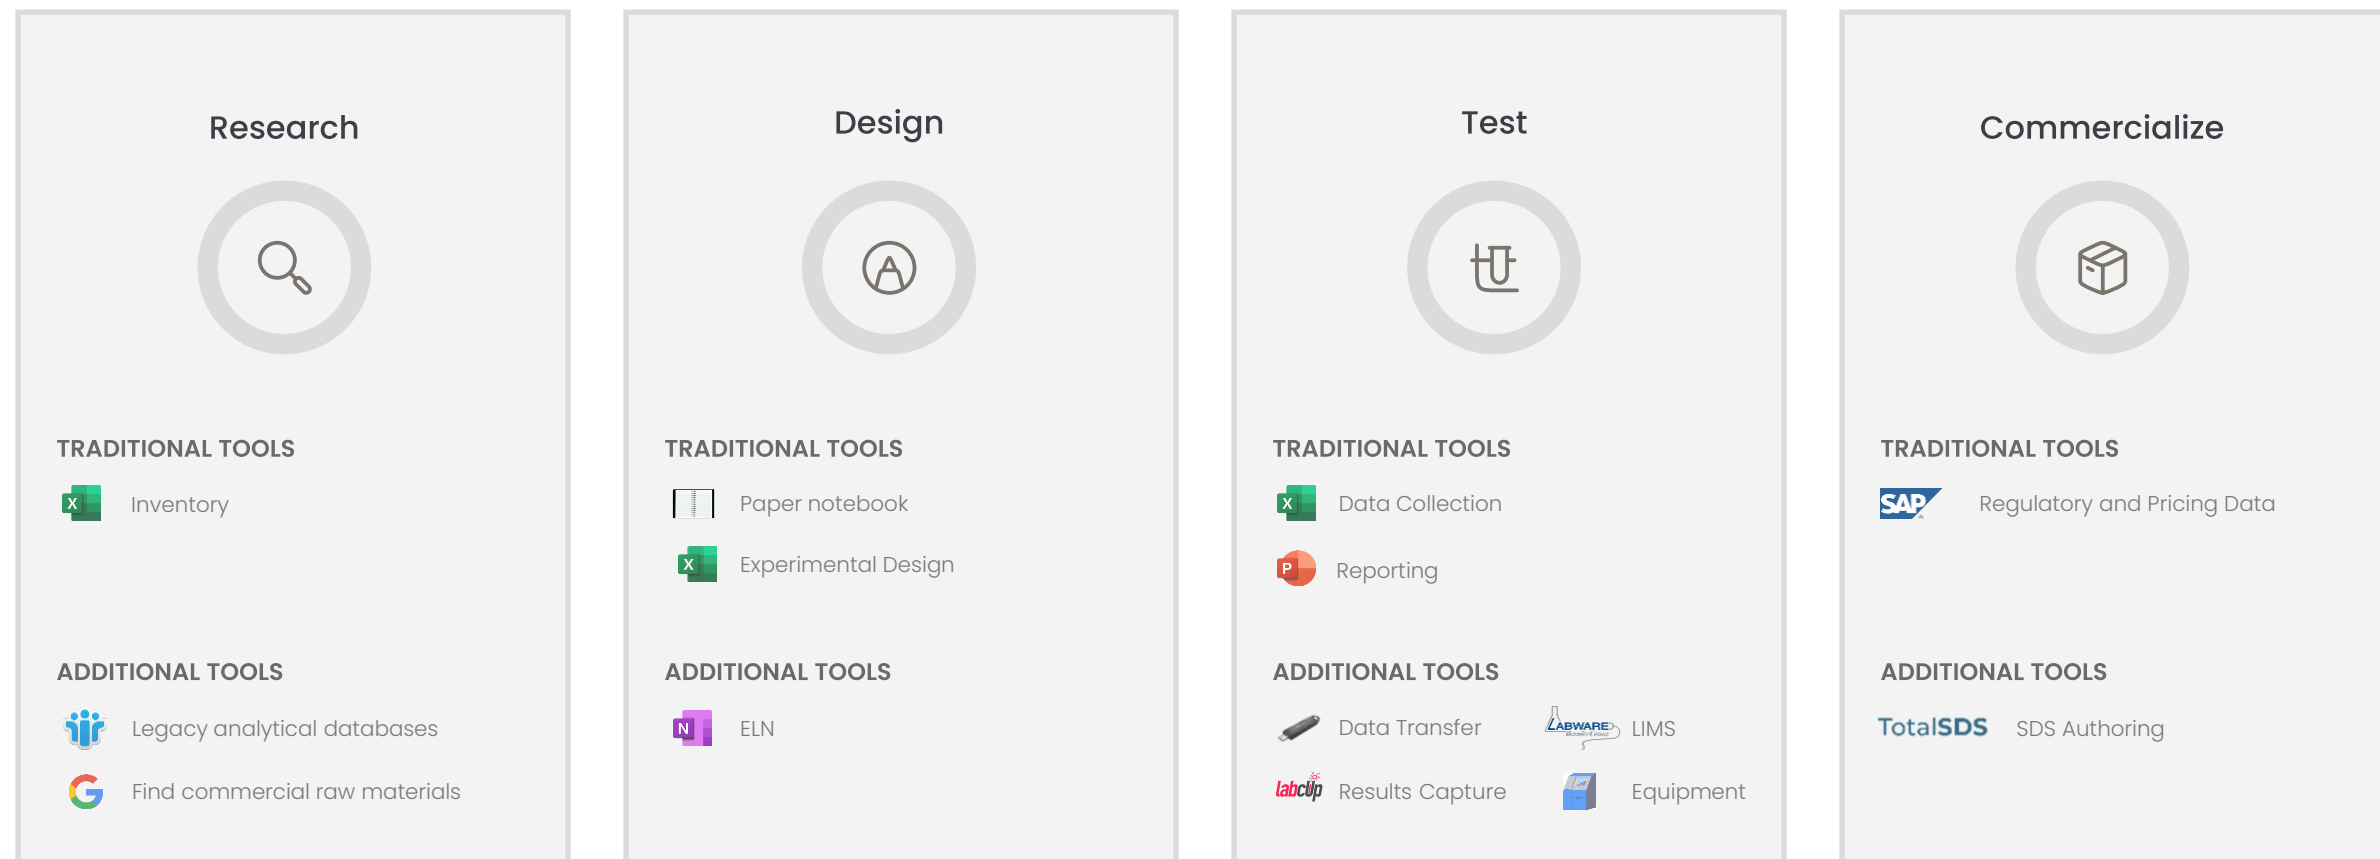 Research
TRADITIONAL TOOLS
X Inventory
ADDITIONAL TOOLS
Legacy analytical databases
G Find commercial raw materials
Design
TRADITIONAL TOOLS
Paper notebook
X Experimental Design
ADDITIONAL TOOLS
N ELN
Test
TRADITIONAL TOOLS
X Data Collection
P Reporting
ADDITIONAL TOOLS
Data Transfer
LABWARE LIMS
labcup Results Capture
Equipment
Commercialize
TRADITIONAL TOOLS
SAP Regulatory and Pricing Data
ADDITIONAL TOOLS
TotalSDS SDS Authoring